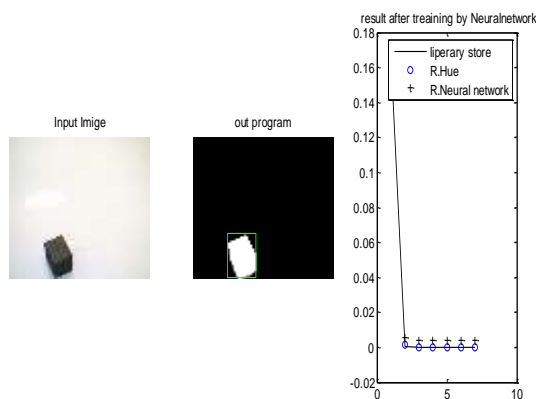 result after treaining by Neuralnetwork
Input Imige
out program
liperary store
R.Hue
R.Neural network
0.18
0.16
0.14
0.12
0.1
0.08
0.06
0.04
0.02
0
-0.02
0
5
10